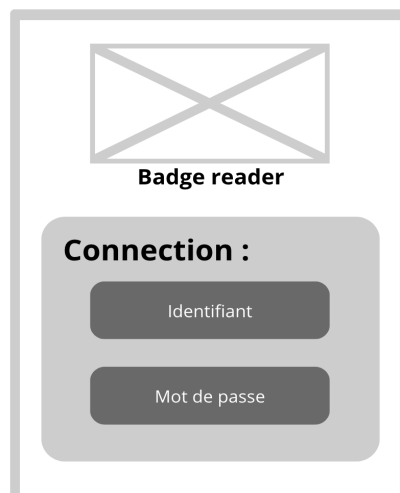 Badge reader
Connection :
Identifiant
Mot de passe